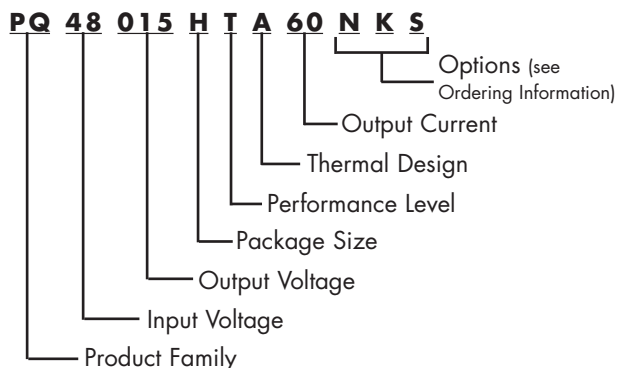 PQ 48 015 H T A 60 N K S
Options (see
Ordering Information)
Output Current
Thermal Design
Performance Level
Package Size
Output Voltage
Input Voltage
Product Family